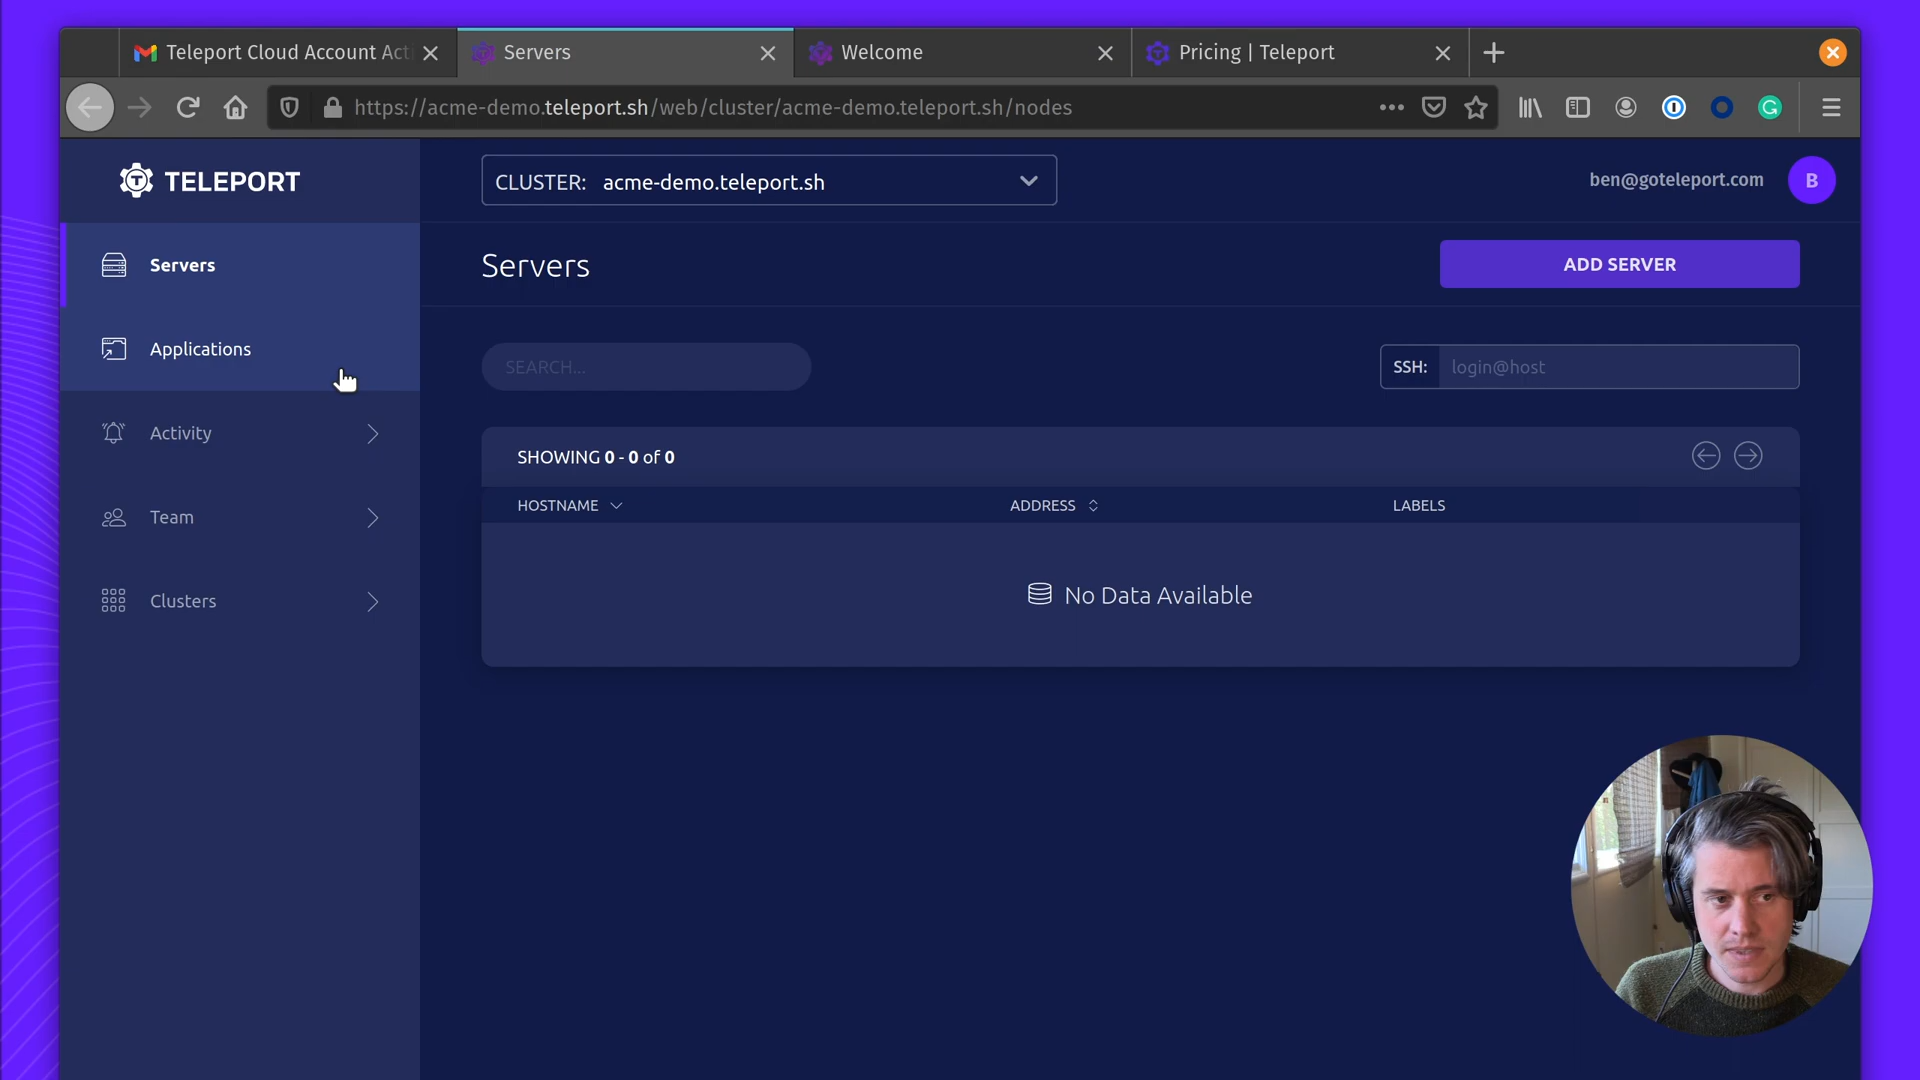 Teleport Cloud Account Acti
Servers
Welcome
Pricing | Teleport
https://acme-demo.teleport.sh/web/cluster/acme-demo.teleport.sh/nodes
TELEPORT
CLUSTER: acme-demo.teleport.sh
ben@goteleport.com
B
Servers
Servers
ADD SERVER
Applications
SEARCH...
SSH: login@host
Activity
SHOWING 0 - 0 of 0
HOSTNAME
ADDRESS
LABELS
Team
No Data Available
Clusters